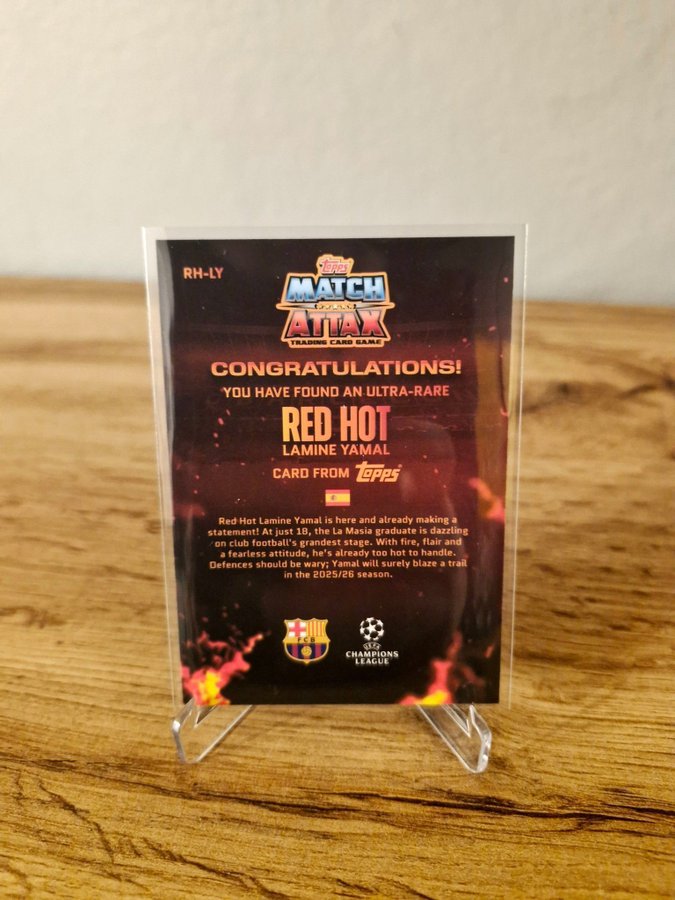 RH-LY
topps
MATCH
ATTAX
TRADING CARD GAME
CONGRATULATIONS!
YOU HAVE FOUND AN ULTRA-RARE
RED HOT
LAMINE YAMAL
CARD FROM topps
Red Hot Lamine Yamal is here and already making a
statement! At just 18, the La Masia graduate is dazzling
on club football's grandest stage. With fire, flair and
a fearless attitude, he's already too hot to handle.
Defences should be wary; Yamal will surely blaze a trail
in the 2025/26 season.
FCB
UEFA
CHAMPIONS
LEAGUE